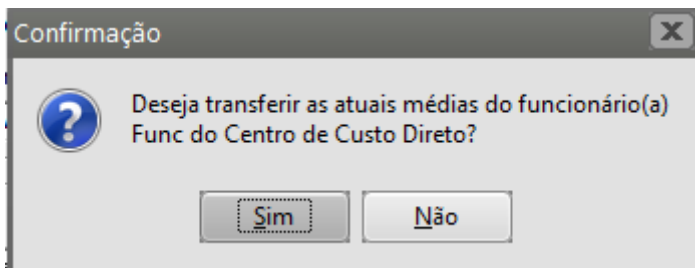 Confirmação
Deseja transferir as atuais médias do funcionário(a)
Func do Centro de Custo Direto?
Sim
Não